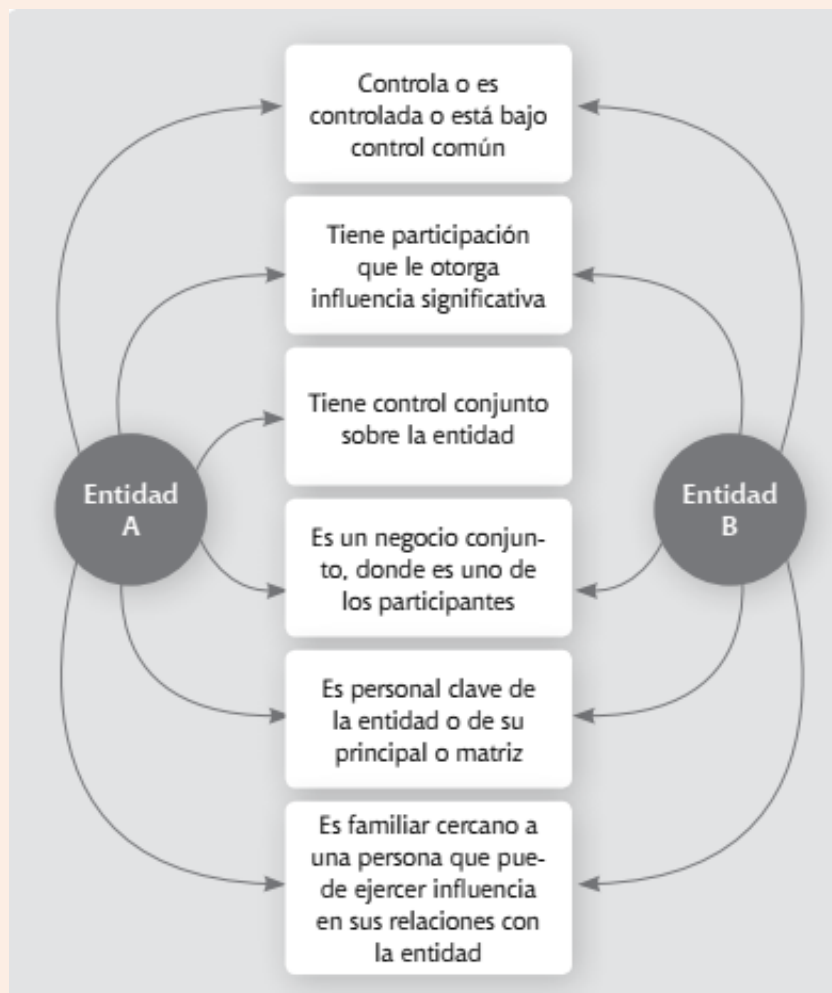 Controla o es
controlada o está bajo
control común
Tiene participación
que le otorga
influencia significativa
Tiene control conjunto
sobre la entidad
Entidad
A
Entidad
B
Es un negocio conjun-
to, donde es uno de
los participantes
Es personal clave de
la entidad o de su
principal o matriz
Es familiar cercano a
una persona que pue-
de ejercer influencia
en sus relaciones con
la entidad